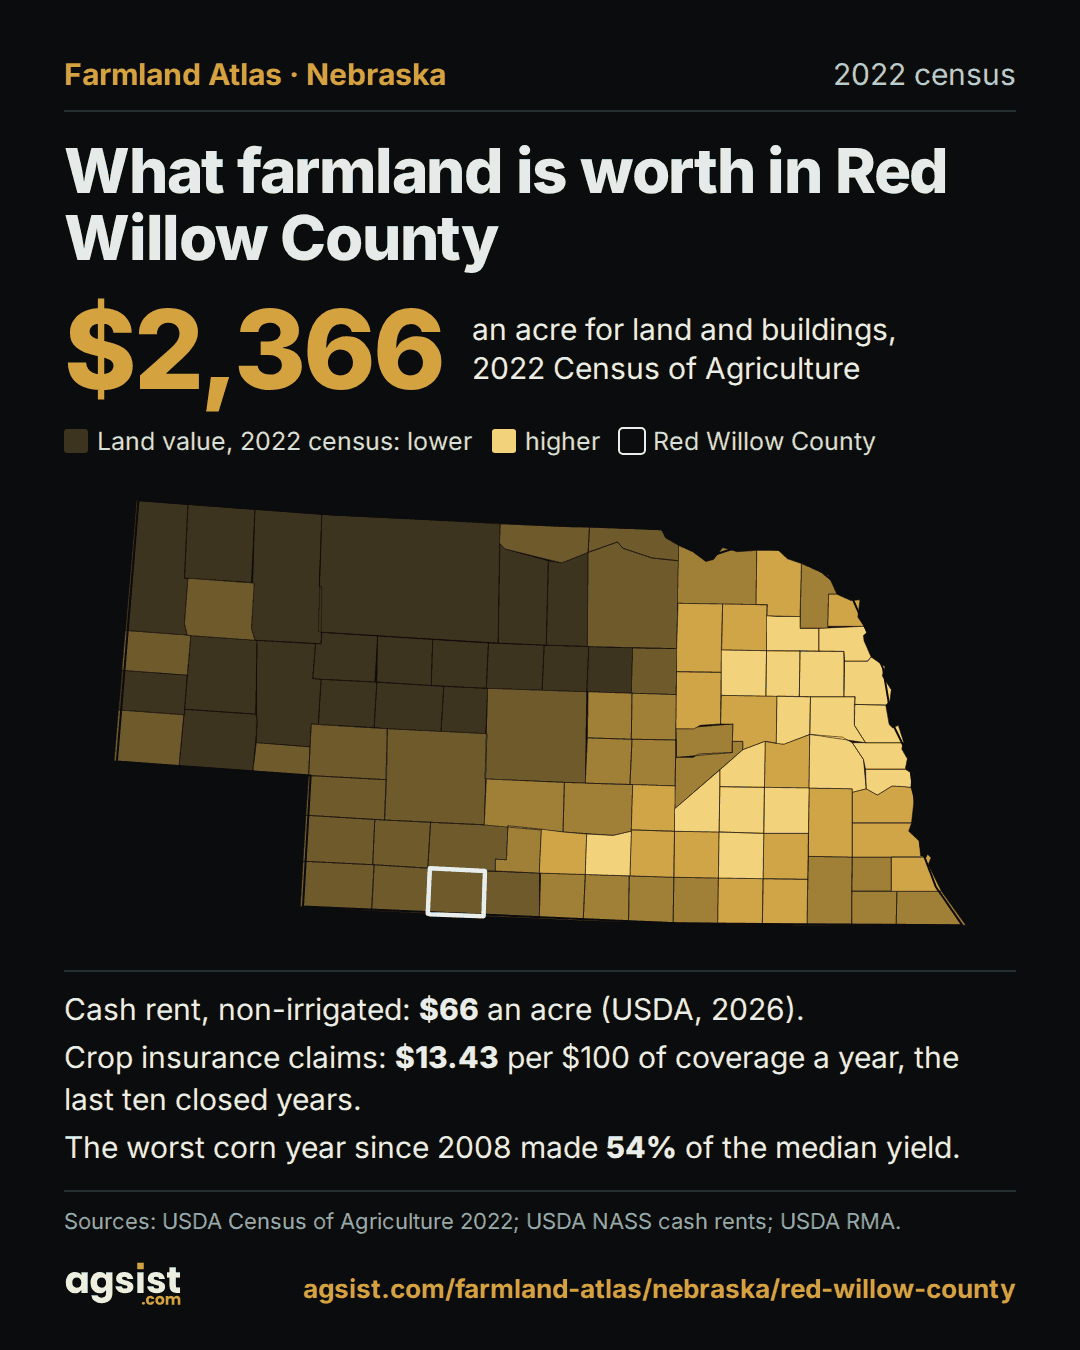 Farmland Atlas · Nebraska
2022 census
What farmland is worth in Red
Willow County
$2,366
an acre for land and buildings,
2022 Census of Agriculture
Land value, 2022 census: lower
higher
Red Willow County
Cash rent, non-irrigated: $66 an acre (USDA, 2026).
Crop insurance claims: $13.43 per $100 of coverage a year, the
last ten closed years.
The worst corn year since 2008 made 54% of the median yield.
Sources: USDA Census of Agriculture 2022; USDA NASS cash rents; USDA RMA.
agsist
.com
agsist.com/farmland-atlas/nebraska/red-willow-county